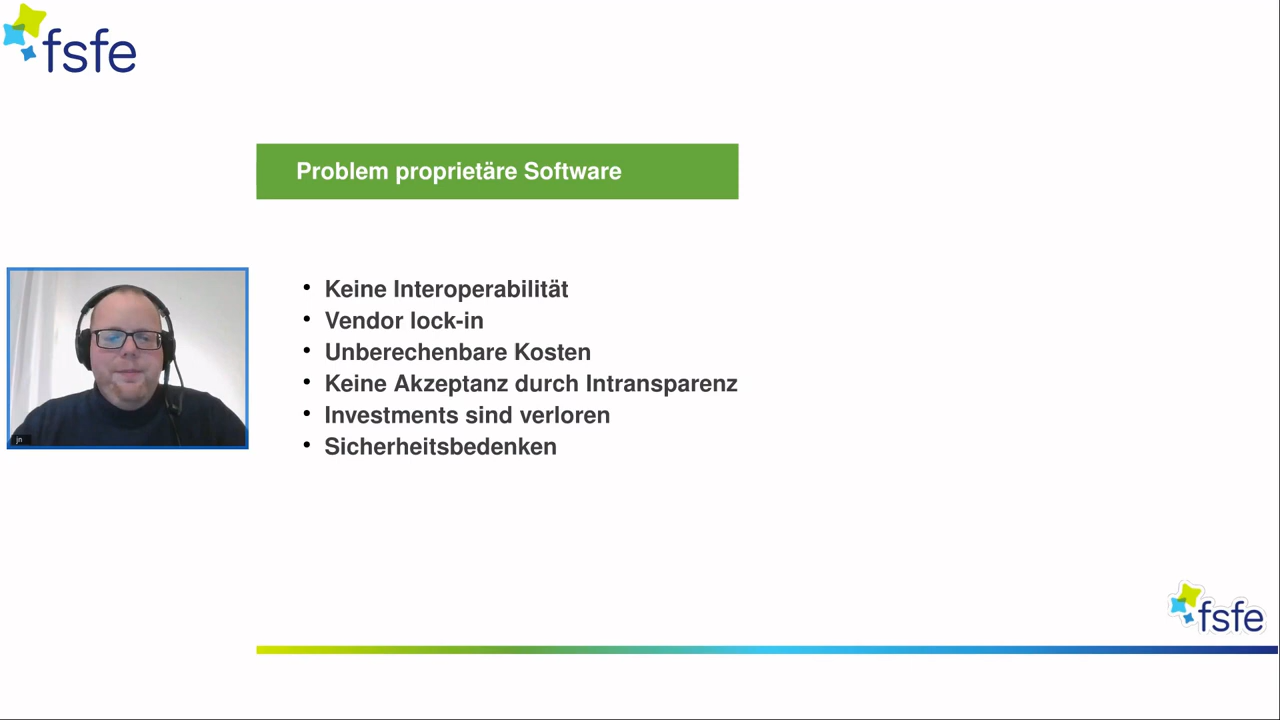 fsfe
Problem proprietäre Software
• Keine Interoperabilität
• Vendor lock-in
• Unberechenbare Kosten
• Keine Akzeptanz durch Intransparenz
• Investments sind verloren
• Sicherheitsbedenken
jn
fsfe